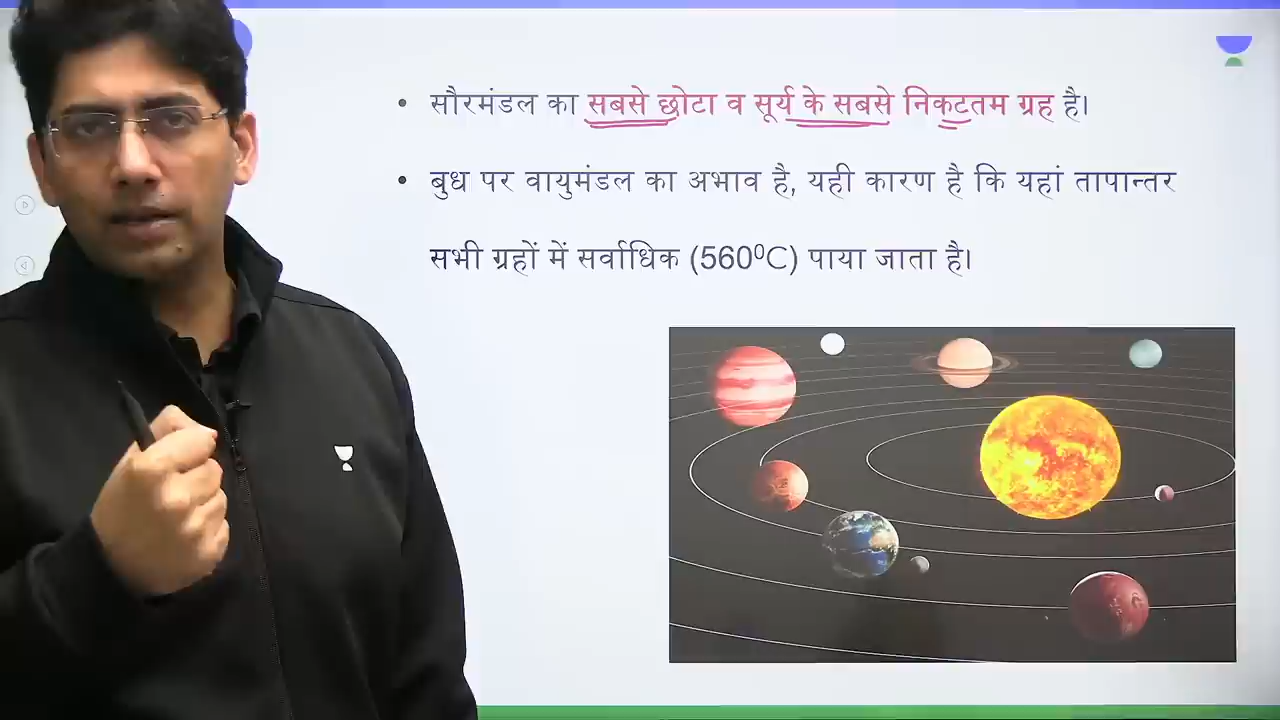 • सौरमंडल का सबसे छोटा व सूर्य के सबसे निकटतम ग्रह है।
• बुध पर वायुमंडल का अभाव है, यही कारण है कि यहां तापान्तर
सभी ग्रहों में सर्वाधिक (560⁰C) पाया जाता है।